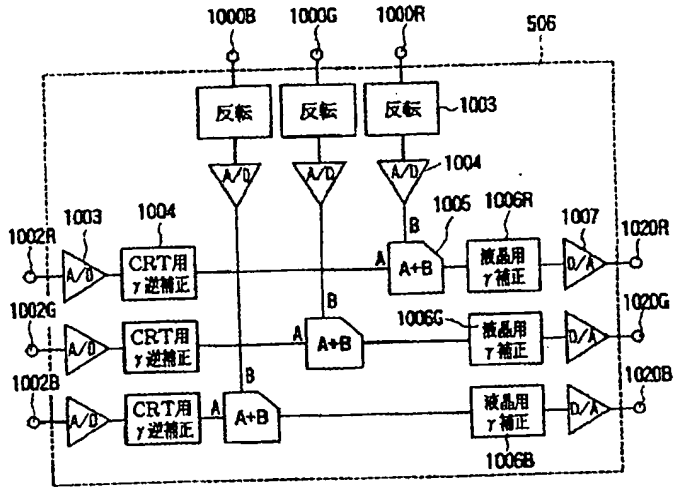 1000B 1000G 1000R 506
反転 反転 反転 1003
A/D A/D A/D 1004
1003 1004 B 1005 1006R 1007
1002R A/D CRT用 γ逆補正 A A+B 液晶用 γ補正 D/A 1020R
1002G A/D CRT用 γ逆補正 A B A+B 1006G 液晶用 γ補正 D/A 1020G
1002B A/D CRT用 γ逆補正 A B A+B 液晶用 γ補正 D/A 1020B
1006B